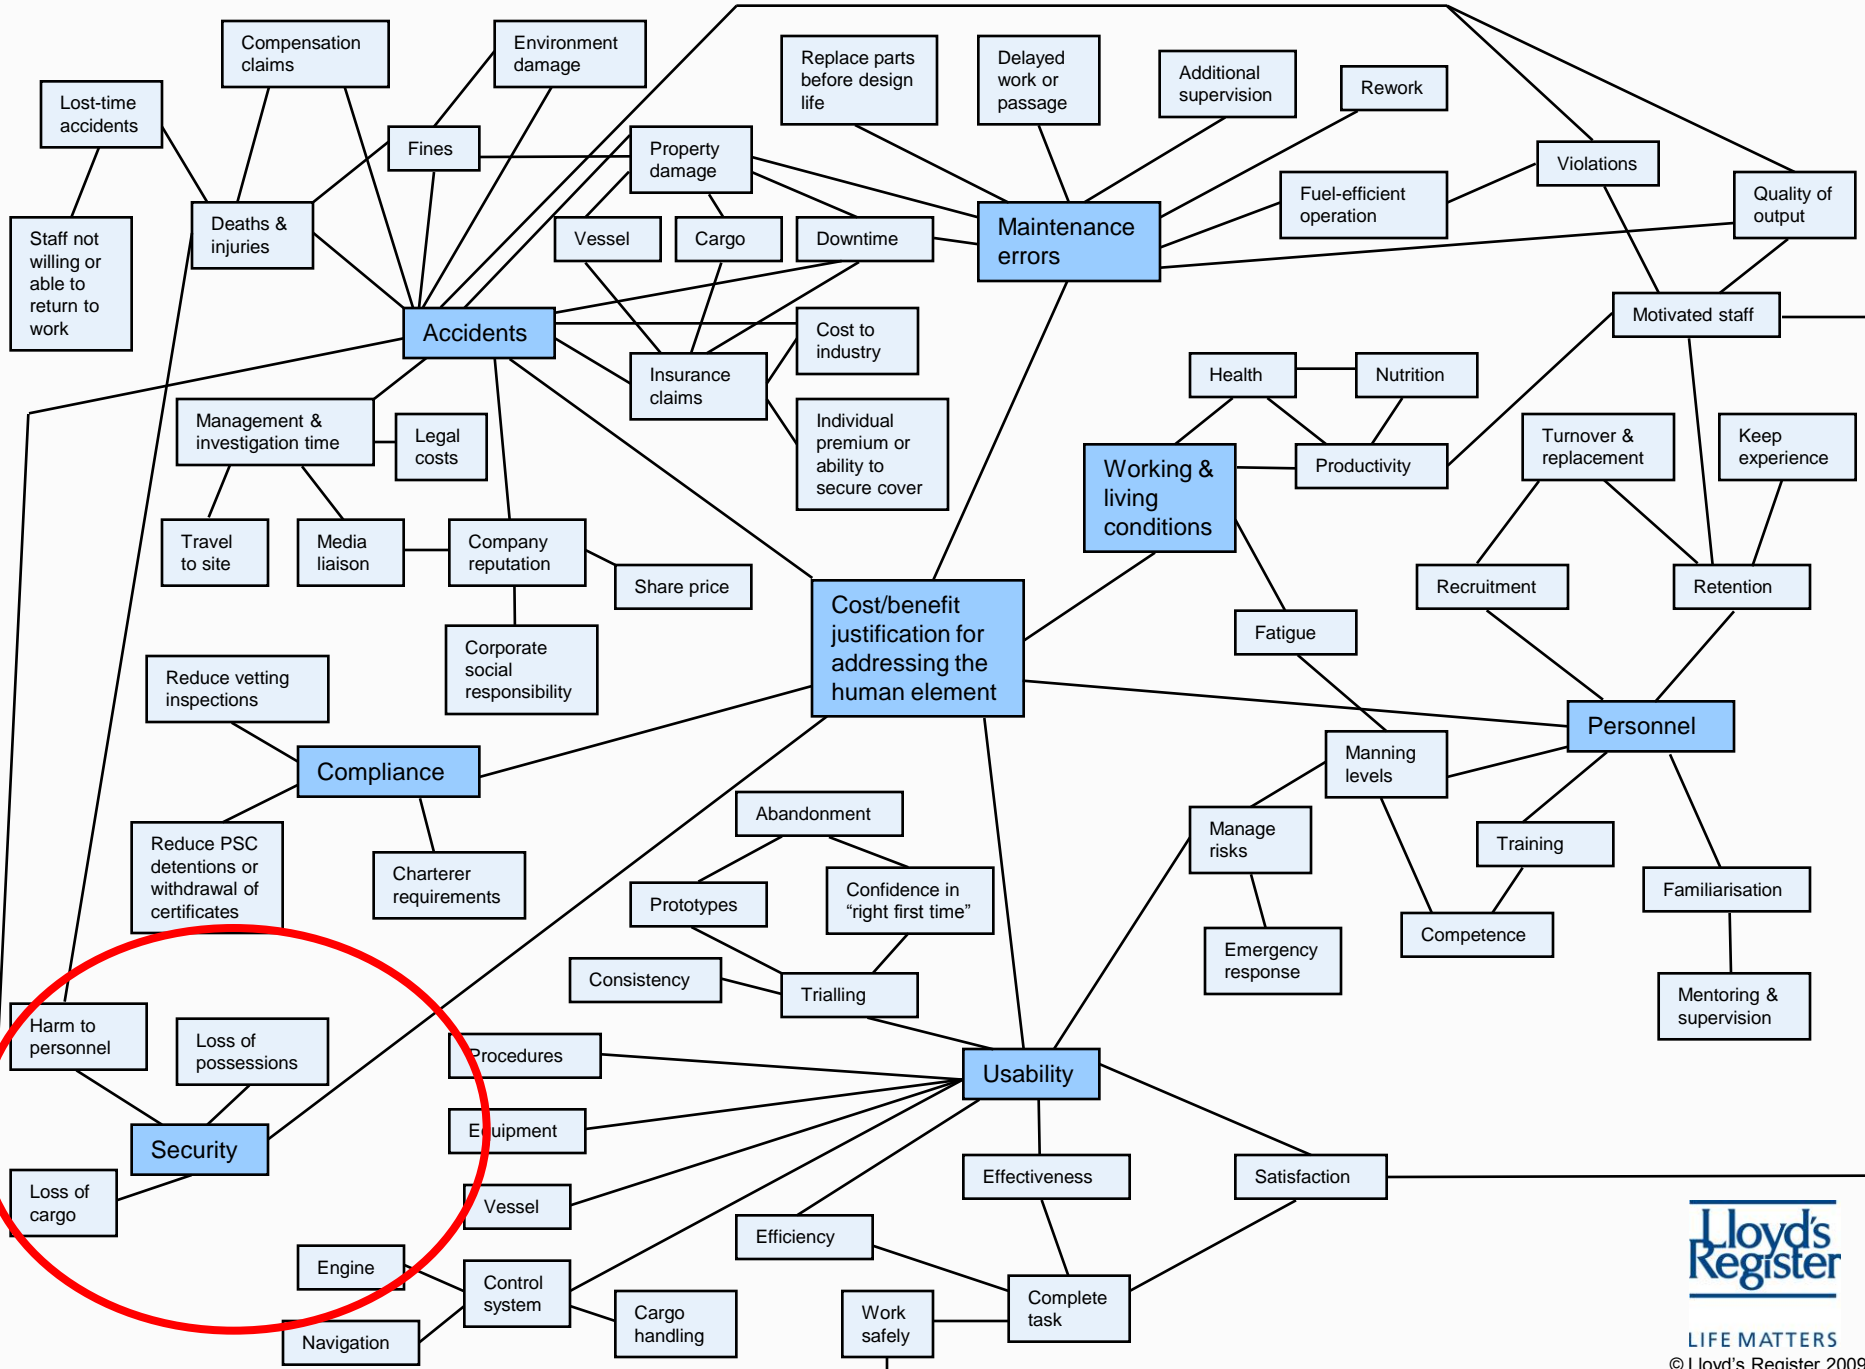 Compensation
claims
Environment
damage
Replace parts
before design
life
Delayed
work or
passage
Additional
supervision
Rework
Lost-time
accidents
Fines
Property
damage
Violations
Fuel-efficient
operation
Quality of
output
Staff not
willing or
able to
return to
work
Deaths &
injuries
Vessel
Cargo
Downtime
Maintenance
errors
Motivated staff
Accidents
Cost to
industry
Insurance
claims
Health
Nutrition
Management &
investigation time
Legal
costs
Individual
premium or
ability to
secure cover
Working &
living
conditions
Productivity
Turnover &
replacement
Keep
experience
Travel
to site
Media
liaison
Company
reputation
Share price
Recruitment
Retention
Cost/benefit
justification for
addressing the
human element
Fatigue
Corporate
social
responsibility
Reduce vetting
inspections
Personnel
Compliance
Manning
levels
Abandonment
Manage
risks
Training
Reduce PSC
detentions or
withdrawal of
certificates
Charterer
requirements
Prototypes
Confidence in
“right first time”
Familiarisation
Competence
Emergency
response
Consistency
Trialling
Mentoring &
supervision
Harm to
personnel
Loss of
possessions
Procedures
Usability
Equipment
Security
Loss of
cargo
Vessel
Effectiveness
Satisfaction
Efficiency
Engine
Control
system
Cargo
handling
Navigation
Work
safely
Complete
task
Lloyd's
Register
LIFE MATTERS
© Lloyd's Register 2009